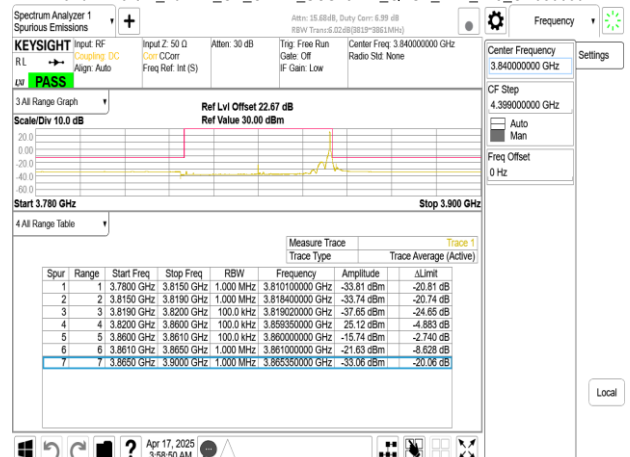 Spectrum Analyzer 1
Spurious Emissions
Attn: 15.68dB, Duty Corr: 6.99 dB
RBW Trans:6.02dB(3819~3861MHz)
Frequency
KEYSIGHT
Input: RF
Input Z: 50 Ω
Atten: 30 dB
Trig: Free Run
Center Freq: 3.840000000 GHz
RL
Coupling: DC
Corr CCorr
Gate: Off
Radio Std: None
Align: Auto
Freq Ref: Int (S)
IF Gain: Low
LXI
PASS
Center Frequency
3.840000000 GHz
Settings
CF Step
4.399000000 GHz
Auto
Man
Freq Offset
0 Hz
3 All Range Graph
Scale/Div 10.0 dB
Ref Lvl Offset 22.67 dB
Ref Value 30.00 dBm
20.0
0.00
-20.0
-40.0
-60.0
Start 3.780 GHz
Stop 3.900 GHz
4 All Range Table
Measure Trace Trace 1
Trace Type Trace Average (Active)
Spur Range Start Freq Stop Freq RBW Frequency Amplitude ΔLimit
1 1 3.7800 GHz 3.8150 GHz 1.000 MHz 3.810100000 GHz -33.81 dBm -20.81 dB
2 2 3.8150 GHz 3.8190 GHz 1.000 MHz 3.818400000 GHz -33.74 dBm -20.74 dB
3 3 3.8190 GHz 3.8200 GHz 100.0 kHz 3.819020000 GHz -37.65 dBm -24.65 dB
4 4 3.8200 GHz 3.8600 GHz 100.0 kHz 3.859350000 GHz 25.12 dBm -4.883 dB
5 5 3.8600 GHz 3.8610 GHz 100.0 kHz 3.860000000 GHz -15.74 dBm -2.740 dB
6 6 3.8610 GHz 3.8650 GHz 1.000 MHz 3.861000000 GHz -21.63 dBm -8.628 dB
7 7 3.8650 GHz 3.9000 GHz 1.000 MHz 3.865350000 GHz -33.06 dBm -20.06 dB
Local
Apr 17, 2025
3:58:50 AM